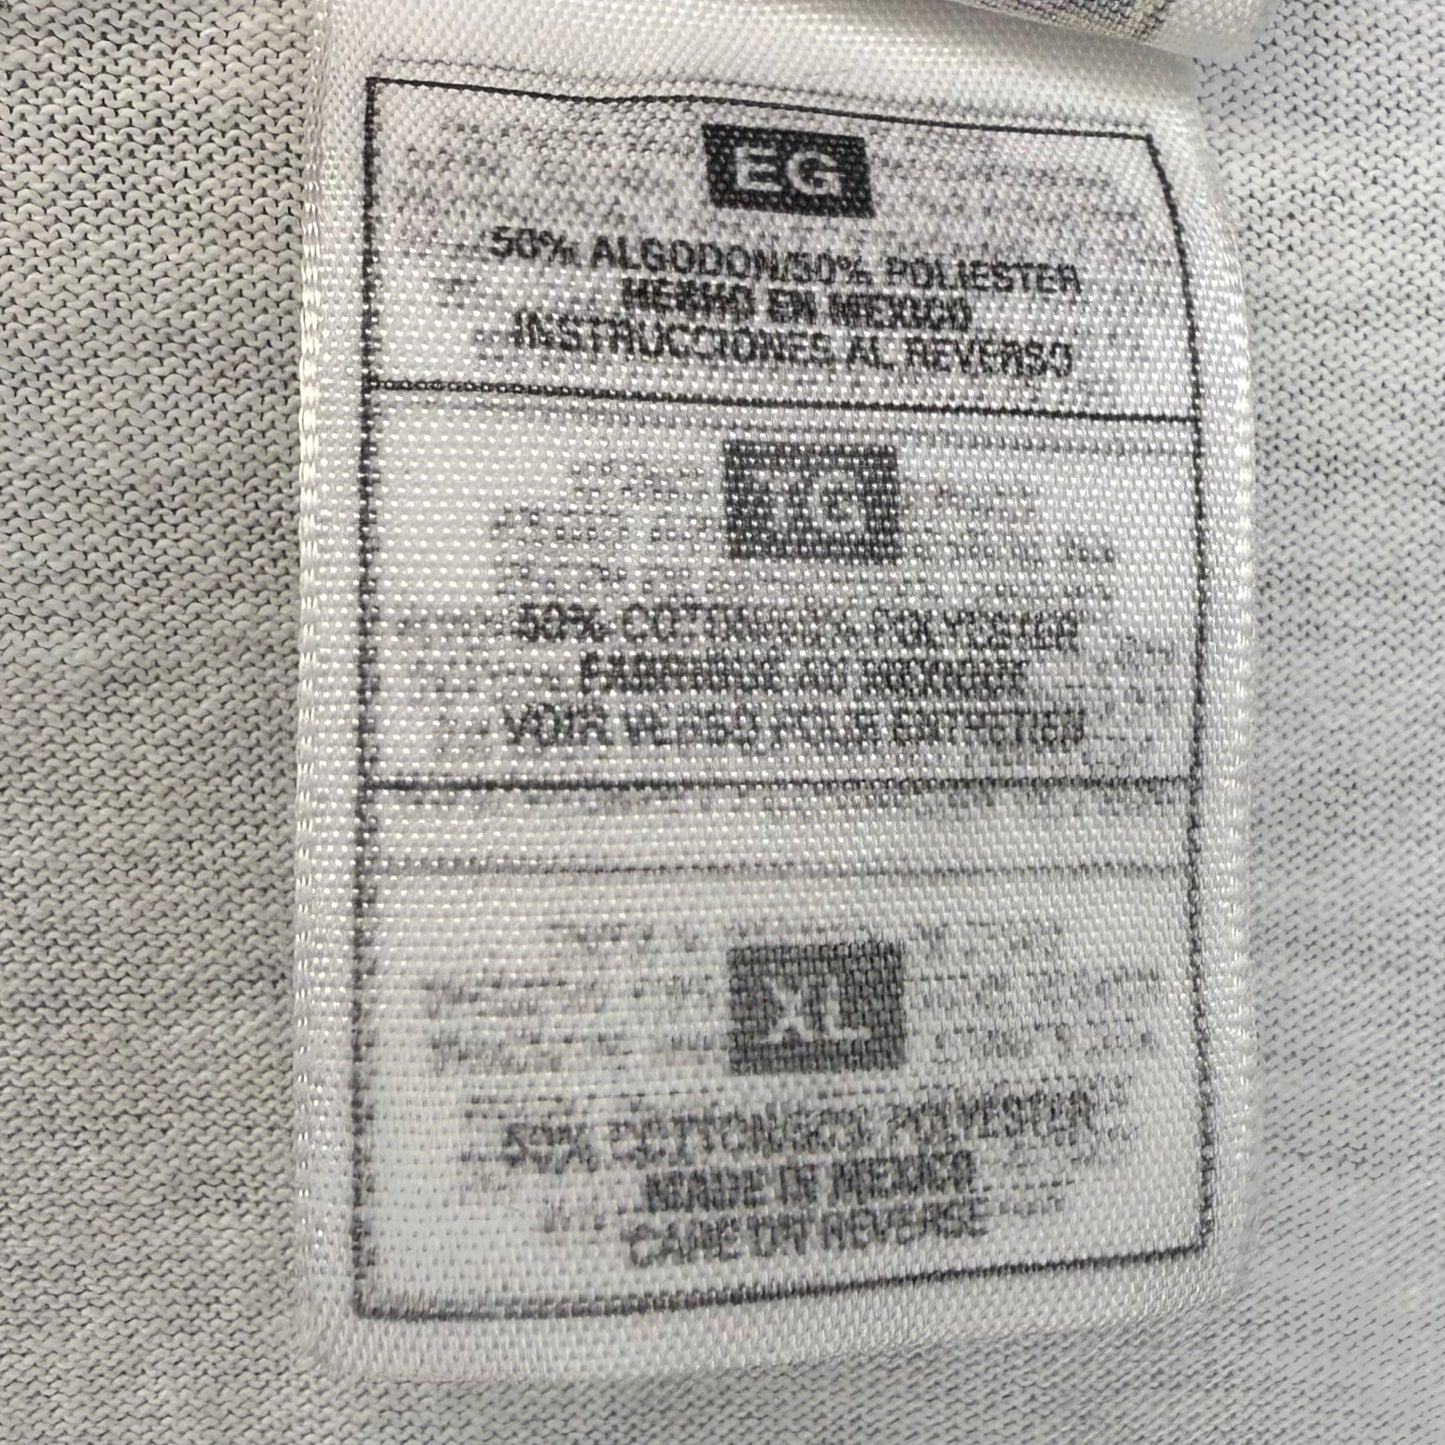 EG
50% ALGODON/50% POLIESTER
HECHO EN MEXICO
INSTRUCCIONES AL REVERSO
TG
50% COTTON/50% POLYESTER
FABRIQUE AU MEXIQUE
VOIR VERSO POUR ENTRETIEN
XL
50% COTTON/50% POLYESTER
MADE IN MEXICO
CARE ON REVERSE